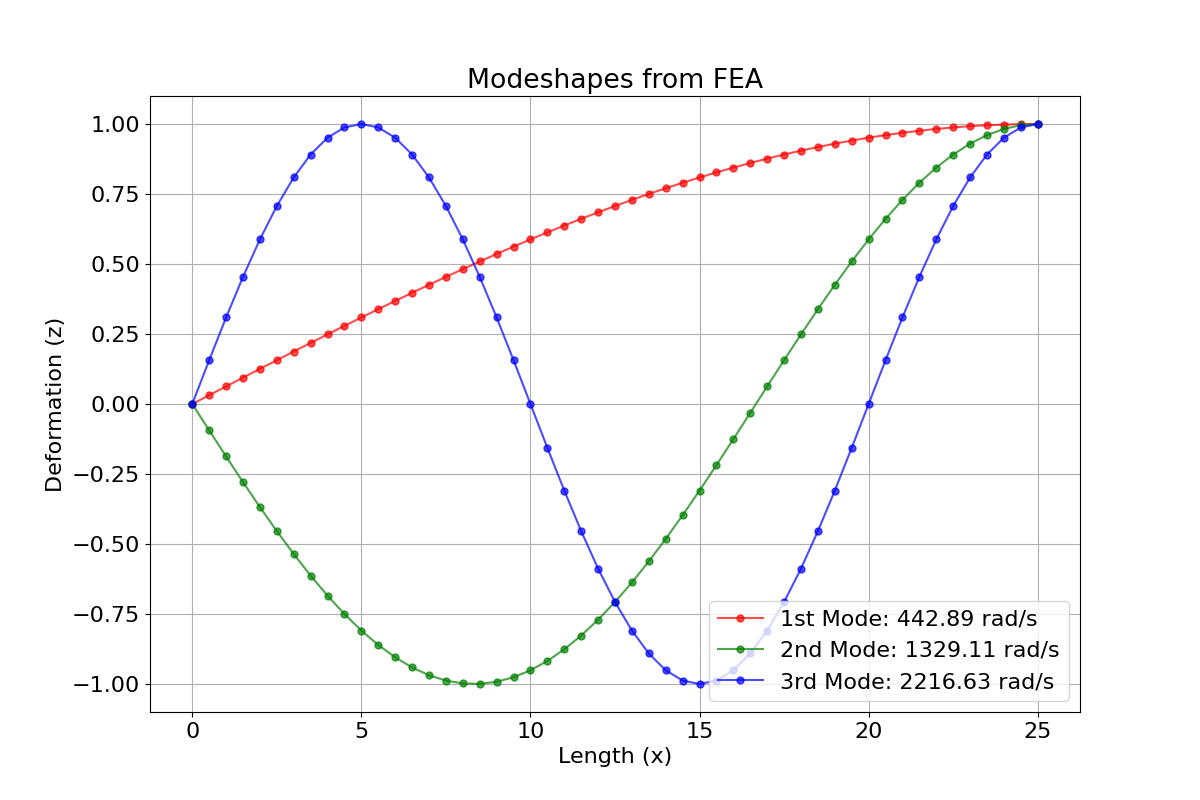 Modeshapes from FEA
1.00
0.75
0.50
0.25
0.00
−0.25
−0.50
−0.75
−1.00
Deformation (z)
0 5 10 15 20 25
Length (x)
1st Mode: 442.89 rad/s
2nd Mode: 1329.11 rad/s
3rd Mode: 2216.63 rad/s